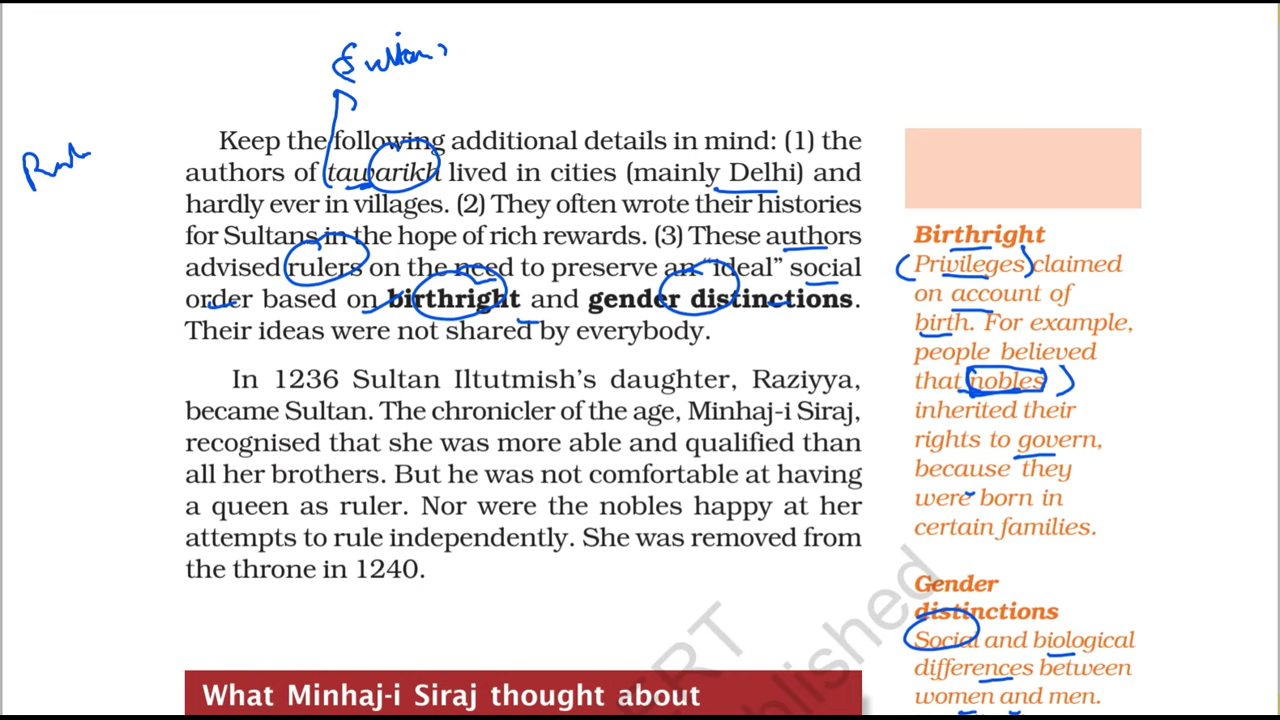 Sultan
Keep the following additional details in mind: (1) the
authors of tawarikh lived in cities (mainly Delhi) and
hardly ever in villages. (2) They often wrote their histories
for Sultans in the hope of rich rewards. (3) These authors
advised rulers on the need to preserve an “ideal” social
order based on birthright and gender distinctions.
Their ideas were not shared by everybody.
In 1236 Sultan Iltutmish’s daughter, Raziyya,
became Sultan. The chronicler of the age, Minhaj-i Siraj,
recognised that she was more able and qualified than
all her brothers. But he was not comfortable at having
a queen as ruler. Nor were the nobles happy at her
attempts to rule independently. She was removed from
the throne in 1240.
What Minhaj-i Siraj thought about
Birthright
Privileges claimed
on account of
birth. For example,
people believed
that nobles
inherited their
rights to govern,
because they
were born in
certain families.
Gender
distinctions
Social and biological
differences between
women and men.